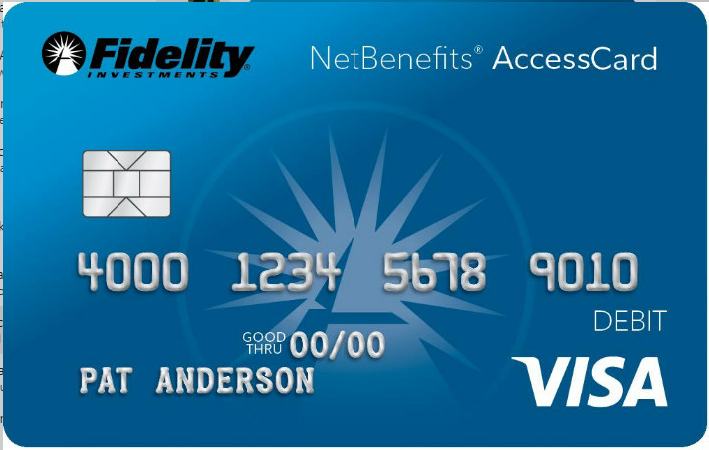 Fidelity
INVESTMENTS
NetBenefits® AccessCard
4000 1234 5678 9010
DEBIT
GOOD
THRU 00/00
PAT ANDERSON
VISA